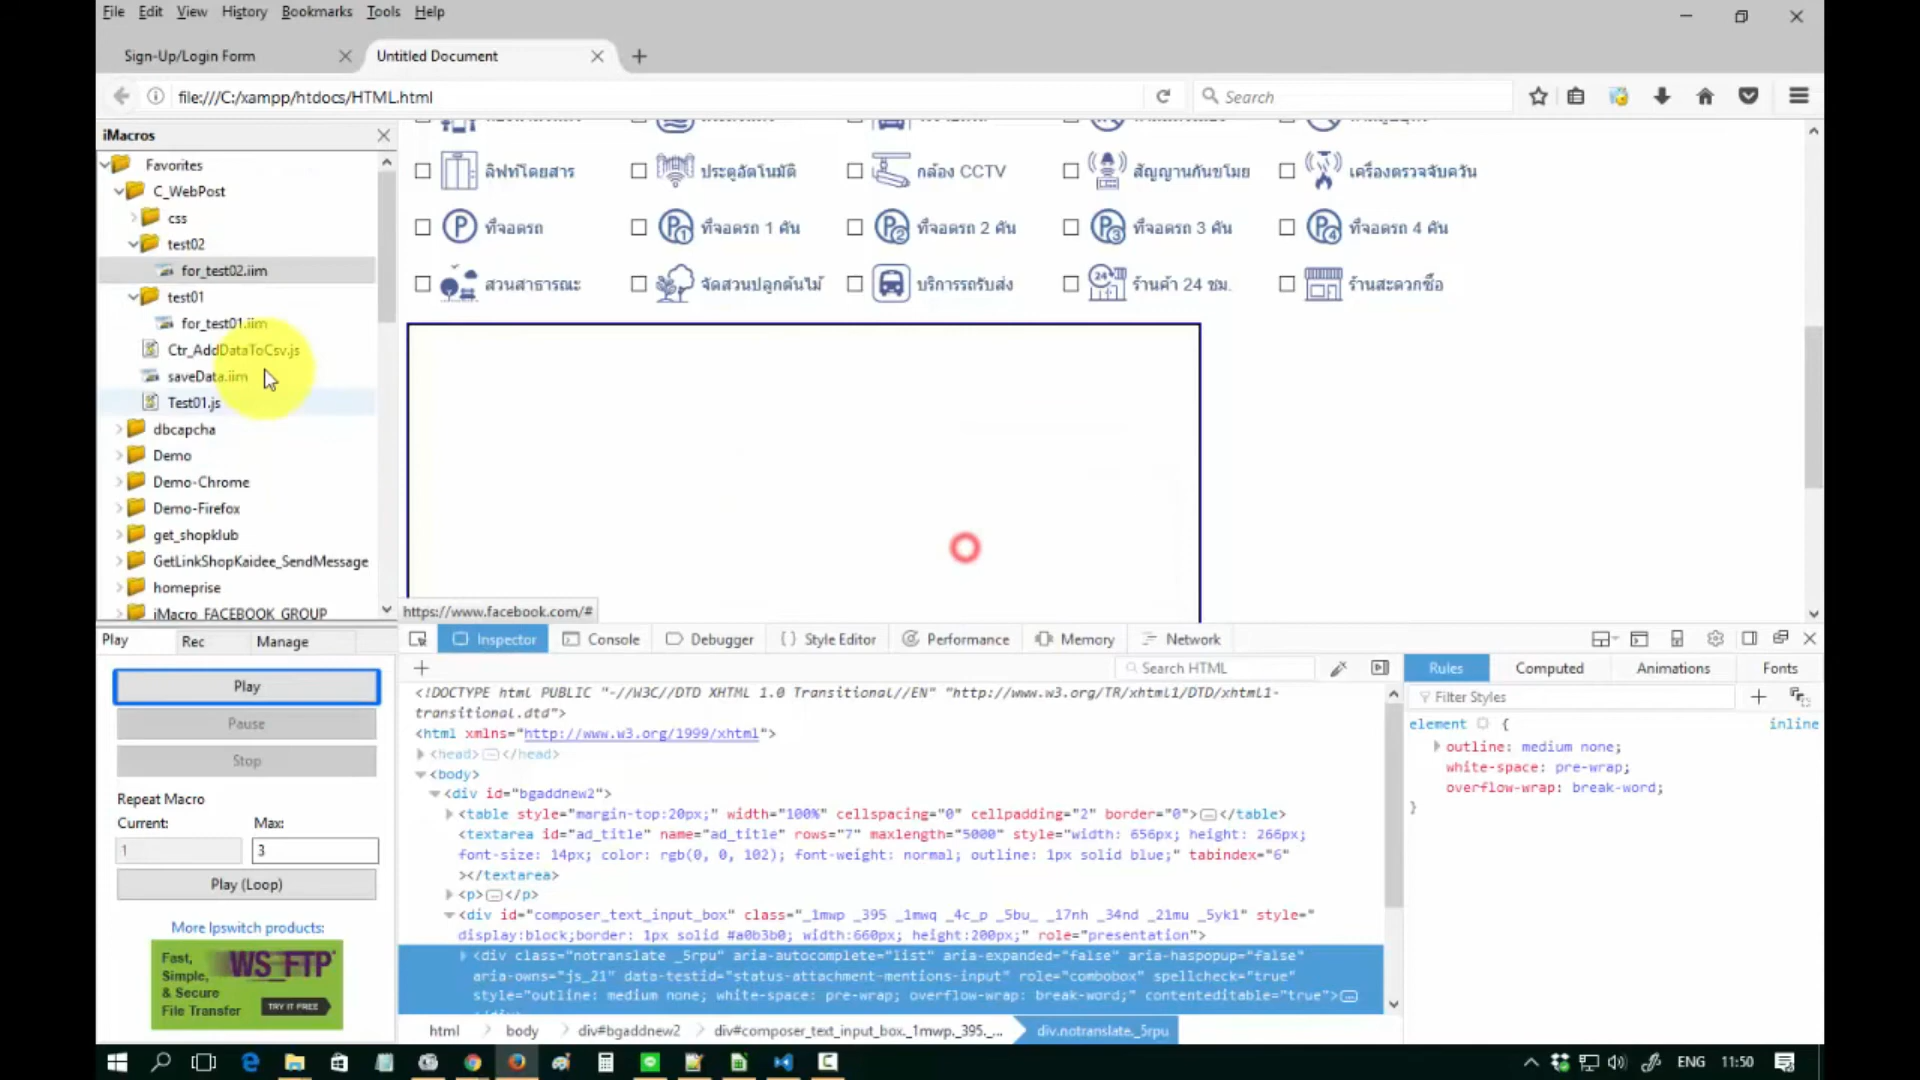 File Edit View History Bookmarks Tools Help
Sign-Up/Login Form
Untitled Document
file:///C:/xampp/htdocs/HTML.html
Search
iMacros
Favorites
C_WebPost
css
test02
for_test02.iim
test01
for_test01.iim
Ctr_AddDataToCsv.js
saveData.iim
Test01.js
dbcapcha
Demo
Demo-Chrome
Demo-Firefox
get_shopklub
GetLinkShopKaidee_SendMessage
homeprise
iMacro FACEBOOK GROUP
Play Rec Manage
Play
Pause
Stop
Repeat Macro
Current: Max:
1 3
Play (Loop)
More Ipswitch products:
Fast,
Simple,
& Secure
File Transfer
WS FTP
TRY IT FREE
ลิฟท์โดยสาร ประตูอัตโนมัติ กล้อง CCTV สัญญานกันขโมย เครื่องตรวจจับควัน
ที่จอดรถ ที่จอดรถ 1 คัน ที่จอดรถ 2 คัน ที่จอดรถ 3 คัน ที่จอดรถ 4 คัน
สวนสาธารณะ จัดสวนปลูกต้นไม้ บริการรถรับส่ง ร้านค้า 24 ชม. ร้านสะดวกซื้อ
https://www.facebook.com/#
Inspector Console Debugger Style Editor Performance Memory Network
Search HTML
<!DOCTYPE html PUBLIC "-//W3C//DTD XHTML 1.0 Transitional//EN" "http://www.w3.org/TR/xhtml1/DTD/xhtml1-
transitional.dtd">
<html xmlns="http://www.w3.org/1999/xhtml">
<head></head>
<body>
<div id="bgaddnew2">
<table style="margin-top:20px;" width="100%" cellspacing="0" cellpadding="2" border="0"></table>
<textarea id="ad_title" name="ad_title" rows="7" maxlength="5000" style="width: 656px; height: 266px;
font-size: 14px; color: rgb(0, 0, 102); font-weight: normal; outline: 1px solid blue;" tabindex="6"
></textarea>
<p></p>
<div id="composer_text_input_box" class="_1mwp _395 _1mwq _4c_p _5bu_ _17nh _34nd _21mu _5yk1" style="
display:block;border: 1px solid #a0b3b0; width:660px; height:200px;" role="presentation">
<div class="notranslate _5rpu" aria-autocomplete="list" aria-expanded="false" aria-haspopup="false"
aria-owns="js_21" data-testid="status-attachment-mentions-input" role="combobox" spellcheck="true"
style="outline: medium none; white-space: pre-wrap; overflow-wrap: break-word;" contenteditable="true">
html body div#bgaddnew2 div#composer_text_input_box._1mwp._395._... div.notranslate._5rpu
Rules Computed Animations Fonts
Filter Styles
element {
inline
outline: medium none;
white-space: pre-wrap;
overflow-wrap: break-word;
}
ENG 11:50